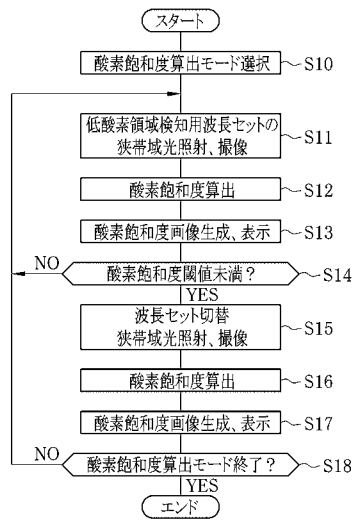 スタート
酸素飽和度算出モード選択
S10
低酸素領域検知用波長セットの
狭帯域光照射、撮像
S11
酸素飽和度算出
S12
酸素飽和度画像生成、表示
S13
NO
酸素飽和度閾値未満?
S14
YES
波長セット切替
狭帯域光照射、撮像
S15
酸素飽和度算出
S16
酸素飽和度画像生成、表示
S17
NO
酸素飽和度算出モード終了?
S18
YES
エンド